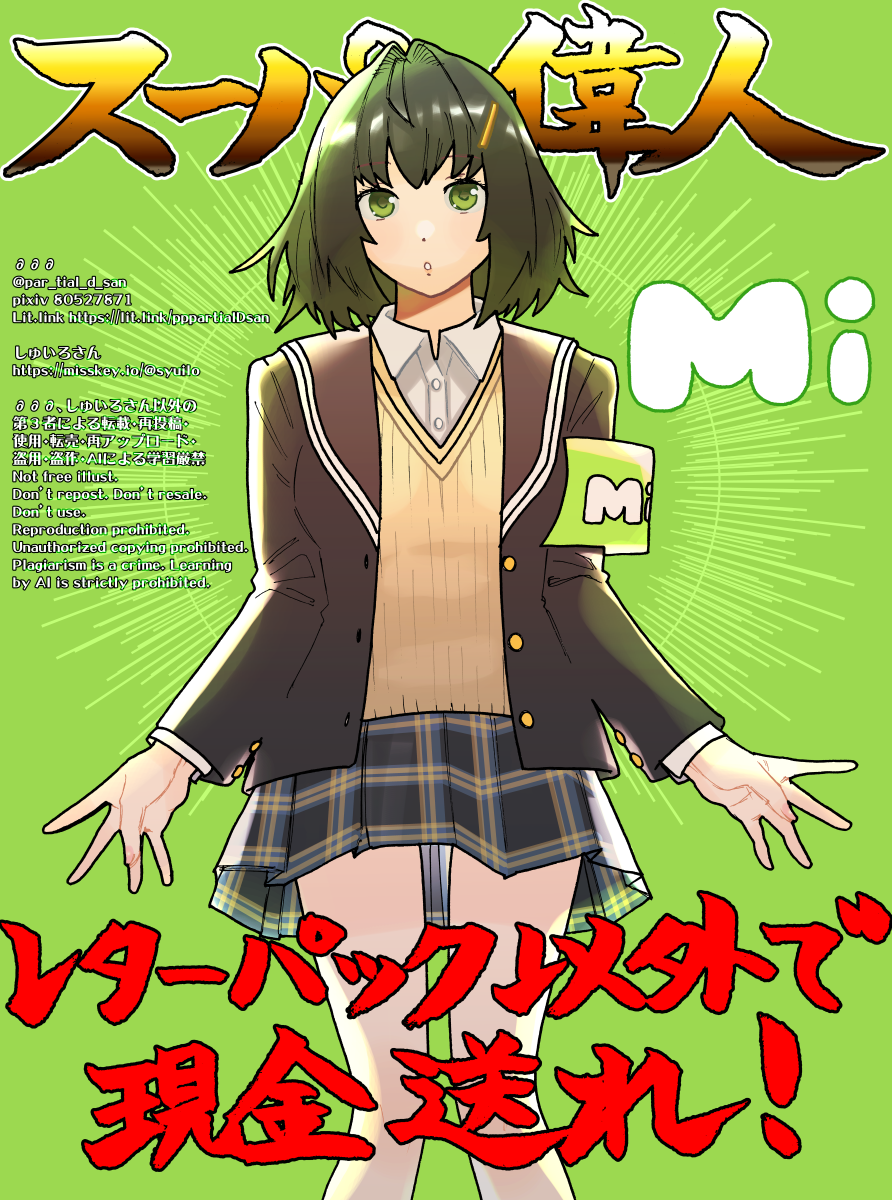 スーパー偉人
∂∂∂
@par_tial_d_san
pixiv 80527871
Lit.link https://lit.link/pppartialDsan
しゅいろさん
https://misskey.io/@syuilo
∂∂∂、しゅいろさん以外の
第3者による転載・再投稿・
使用・転売・再アップロード・
盗用・盗作・AIによる学習厳禁
Not free illust.
Don't repost. Don't resale.
Don't use.
Reproduction prohibited.
Unauthorized copying prohibited.
Plagiarism is a crime. Learning
by AI is strictly prohibited.
Mi
Mi
レターパック以外で
現金送れ!